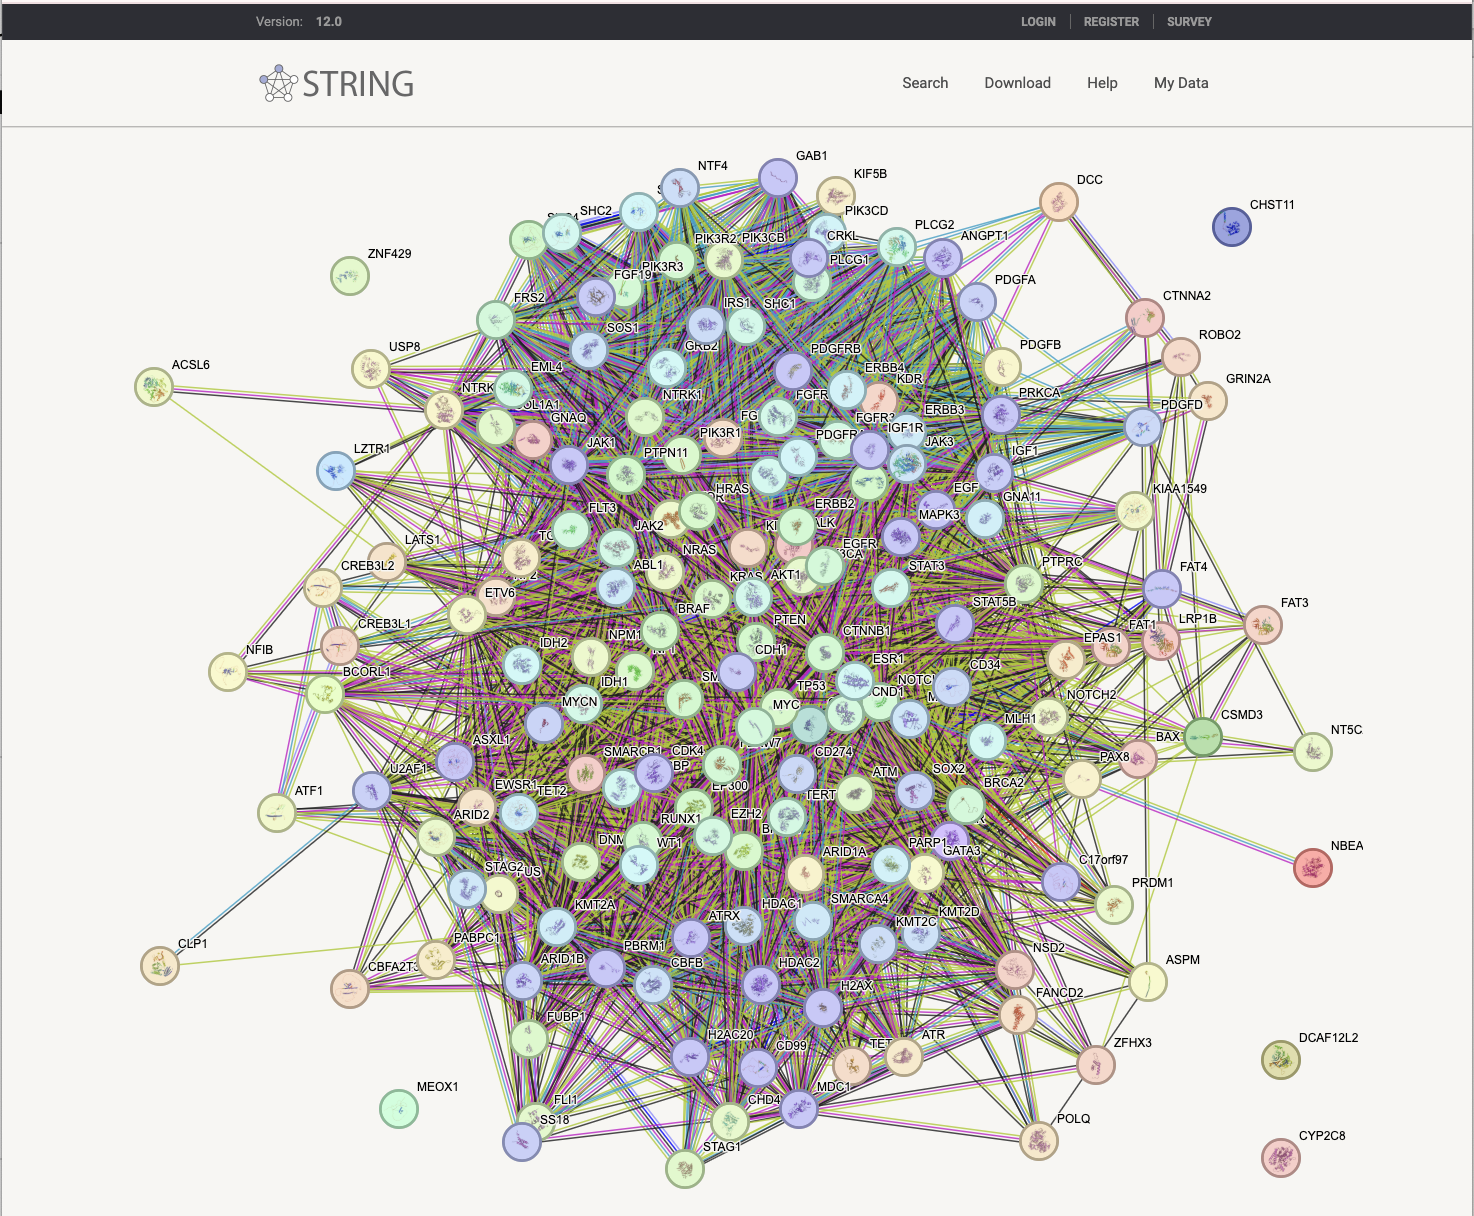 Version: 12.0
LOGIN REGISTER SURVEY
STRING
Search Download Help My Data
GAB1
NTF4
KIF5B
DCC
CHST11
SHC2
PIK3CD
PLCG2
CRKL
ANGPT1
PIK3R2
PIK3CB
ZNF429
PLCG1
PIK3R3
FGF19
PDGFA
CTNNA2
FRS2
IRS1
SHC1
SOS1
ROBO2
USP8
GRB2
PDGFRB
PDGFB
ACSL6
EML4
ERBB4
KDR
GRIN2A
NTRK1
PRKCA
PDGFD
GNAQ
FGFR3
ERBB3
IGF1R
PIK3R1
JAK1
JAK3
LZTR1
PTPN11
IGF1
HRAS
EGF
KIAA1549
GNA11
ERBB2
FLT3
MAPK3
JAK2
LATS1
EGFR
NRAS
CREB3L2
ABL1
AKT1
STAT3
PTPRC
FAT4
ETV6
STAT5B
FAT3
BRAF
PTEN
LRP1B
CREB3L1
FAT1
NPM1
CTNNB1
EPAS1
IDH2
CDH1
NFIB
ESR1
CD34
BCORL1
IDH1
TP53
NOTCH2
MYCN
MYC
CSMD3
MLH1
NT5C
ASXL1
SMARCB1
CDK4
CD274
BAX
PAX8
U2AF1
ATM
SOX2
EWSR1
BRCA2
ATF1
TET2
EP300
TERT
ARID2
RUNX1
EZH2
WT1
PARP1
NBEA
ARID1A
GATA3
C17orf97
STAG2
PRDM1
KMT2A
HDAC1
SMARCA4
ATRX
KMT2D
KMT2C
PABPC1
PBRM1
NSD2
CLP1
ARID1B
CBFB
HDAC2
ASPM
H2AX
FANCD2
FUBP1
H2AC20
ATR
DCAF12L2
CD99
ZFHX3
MEOX1
MDC1
FLI1
CHD4
SS18
POLQ
CYP2C8
STAG1